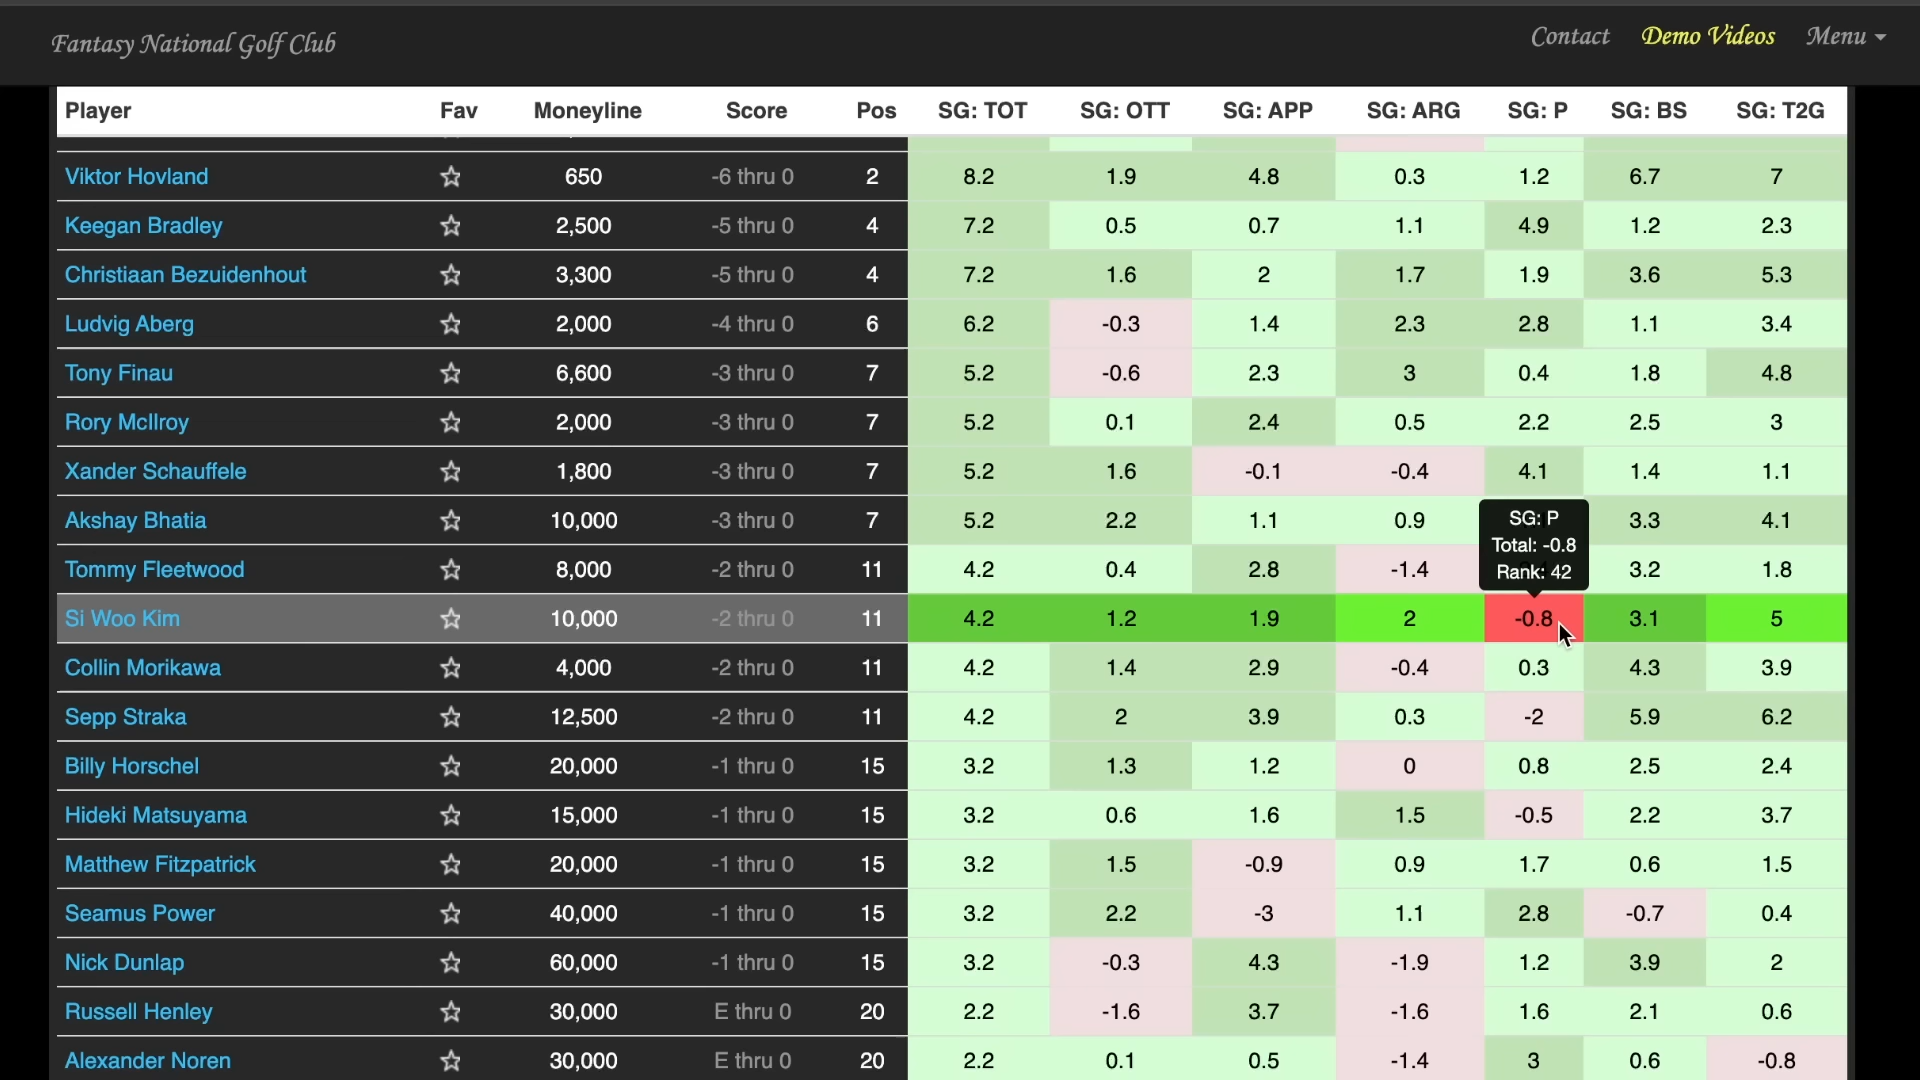 Fantasy National Golf Club
Contact Demo Videos Menu
Player Fav Moneyline Score Pos SG: TOT SG: OTT SG: APP SG: ARG SG: P SG: BS SG: T2G
Viktor Hovland 650 -6 thru 0 2 8.2 1.9 4.8 0.3 1.2 6.7 7
Keegan Bradley 2,500 -5 thru 0 4 7.2 0.5 0.7 1.1 4.9 1.2 2.3
Christiaan Bezuidenhout 3,300 -5 thru 0 4 7.2 1.6 2 1.7 1.9 3.6 5.3
Ludvig Aberg 2,000 -4 thru 0 6 6.2 -0.3 1.4 2.3 2.8 1.1 3.4
Tony Finau 6,600 -3 thru 0 7 5.2 -0.6 2.3 3 0.4 1.8 4.8
Rory McIlroy 2,000 -3 thru 0 7 5.2 0.1 2.4 0.5 2.2 2.5 3
Xander Schauffele 1,800 -3 thru 0 7 5.2 1.6 -0.1 -0.4 4.1 1.4 1.1
Akshay Bhatia 10,000 -3 thru 0 7 5.2 2.2 1.1 0.9 3.3 4.1
SG: P
Total: -0.8
Rank: 42
Tommy Fleetwood 8,000 -2 thru 0 11 4.2 0.4 2.8 -1.4 3.2 1.8
Si Woo Kim 10,000 -2 thru 0 11 4.2 1.2 1.9 2 -0.8 3.1 5
Collin Morikawa 4,000 -2 thru 0 11 4.2 1.4 2.9 -0.4 0.3 4.3 3.9
Sepp Straka 12,500 -2 thru 0 11 4.2 2 3.9 0.3 -2 5.9 6.2
Billy Horschel 20,000 -1 thru 0 15 3.2 1.3 1.2 0 0.8 2.5 2.4
Hideki Matsuyama 15,000 -1 thru 0 15 3.2 0.6 1.6 1.5 -0.5 2.2 3.7
Matthew Fitzpatrick 20,000 -1 thru 0 15 3.2 1.5 -0.9 0.9 1.7 0.6 1.5
Seamus Power 40,000 -1 thru 0 15 3.2 2.2 -3 1.1 2.8 -0.7 0.4
Nick Dunlap 60,000 -1 thru 0 15 3.2 -0.3 4.3 -1.9 1.2 3.9 2
Russell Henley 30,000 E thru 0 20 2.2 -1.6 3.7 -1.6 1.6 2.1 0.6
Alexander Noren 30,000 E thru 0 20 2.2 0.1 0.5 -1.4 3 0.6 -0.8